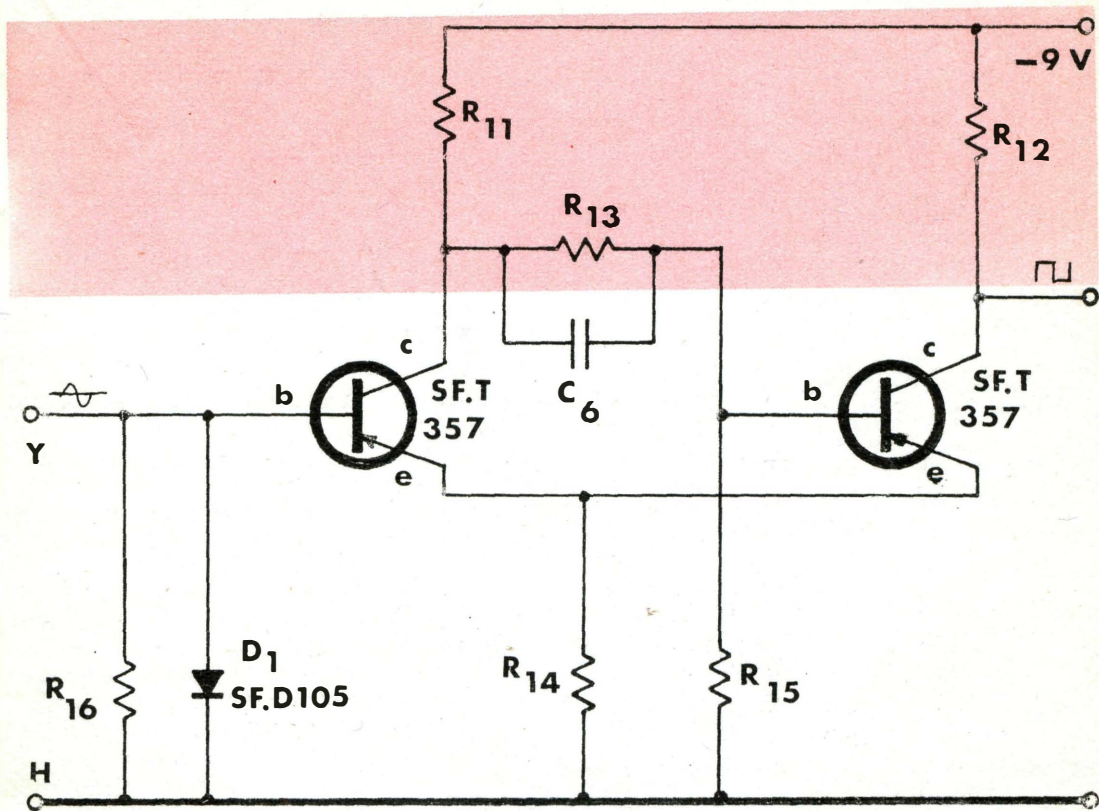 −9 V
R11
R12
R13
c
SF.T
357
C6
b
e
c
SF.T
357
b
e
Y
D1
SF.D105
R16
R14
R15
H